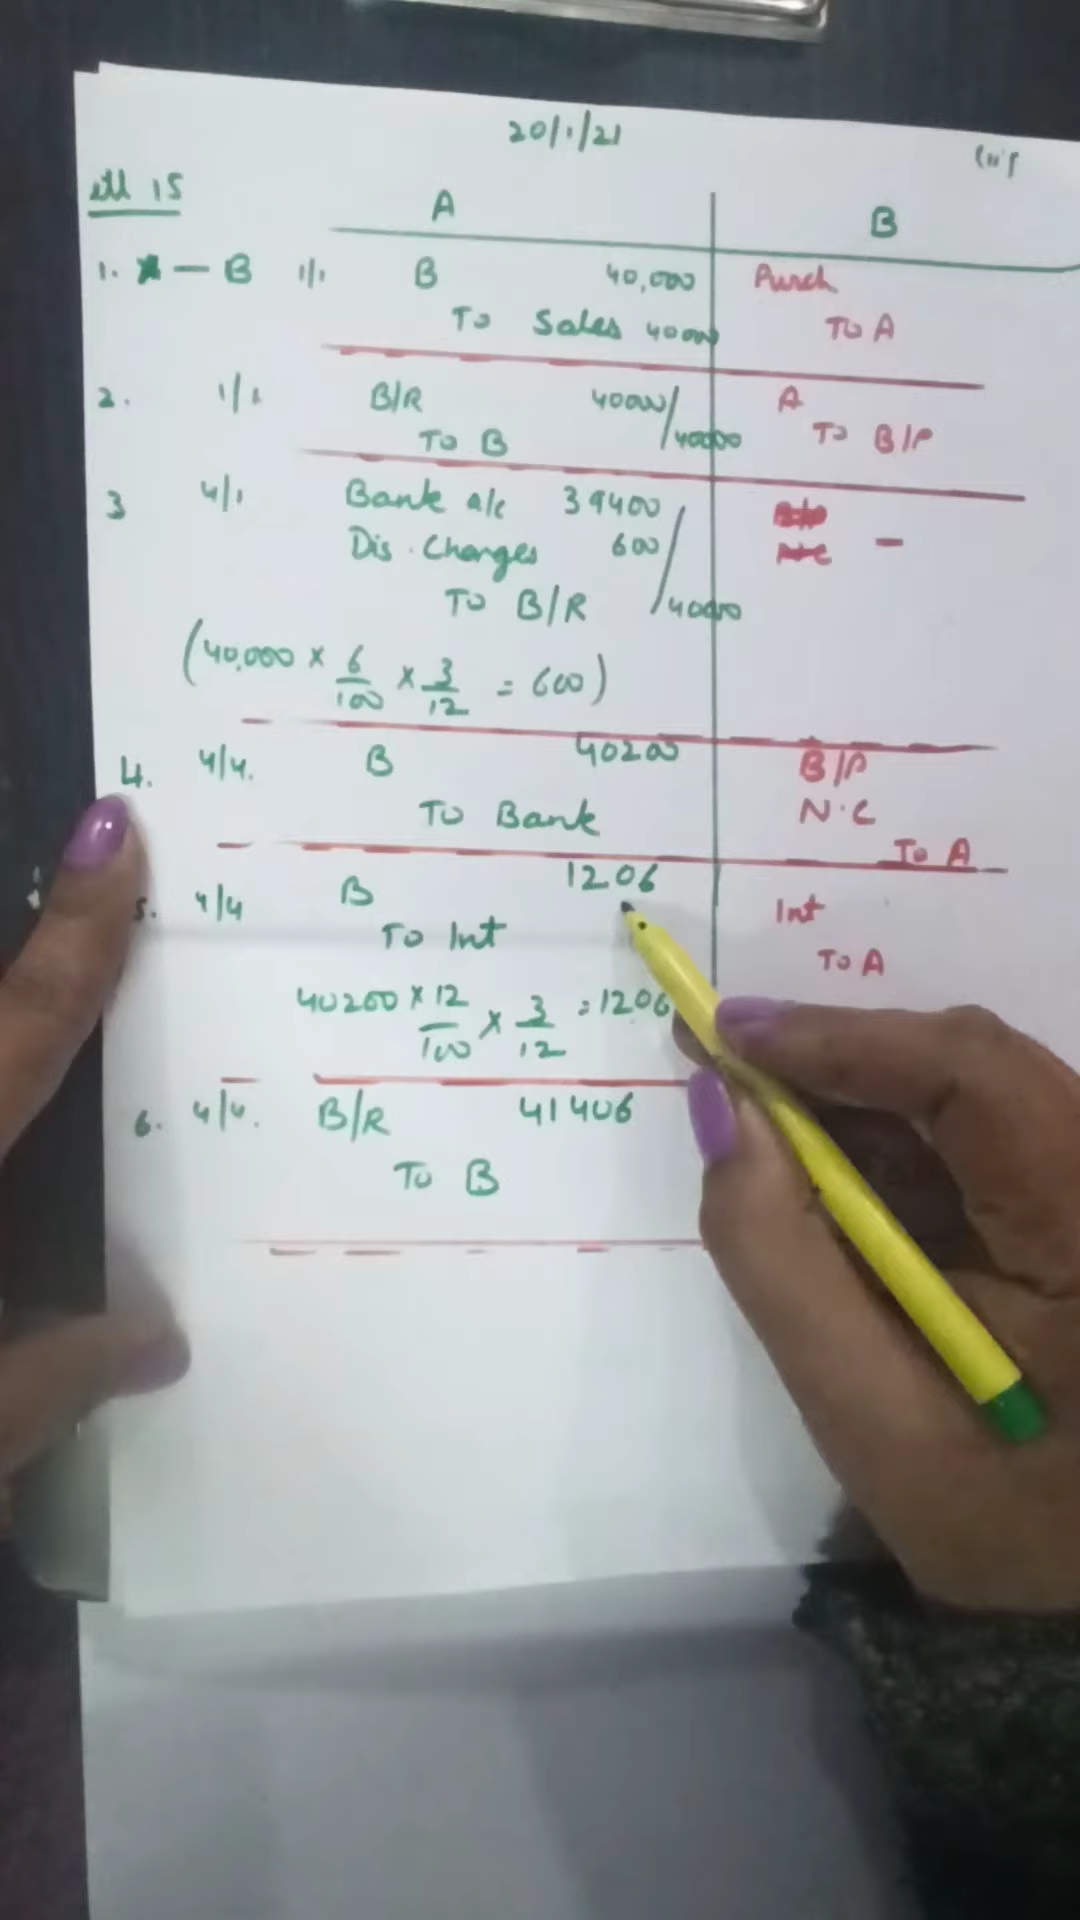 20/1/21
ill 15
A
B
1. – B 1/1 B 40,000 Purch
To Sales 40000 To A
2. 1/1 B/R 40000/ A
To B /40000 To B/P
3 4/1 Bank a/c 39400
Dis. Charges 600 –
To B/R /40000
(40,000 × 6/100 × 3/12 = 600)
4. 4/4. B 40200 B/P
To Bank N.C
To A
5. 4/4 B 1206 Int
To Int To A
40200 × 12/100 × 3/12 = 1206
6. 4/4. B/R 41406
To B